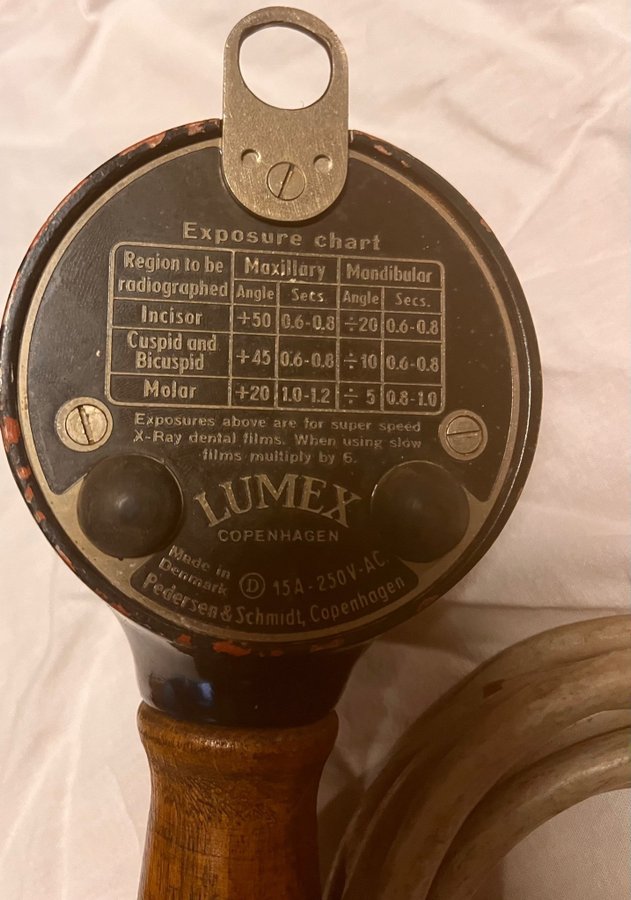 Exposure chart
Region to be radiographed Maxillary Mandibular
Angle Secs Angle Secs.
Incisor +50 0.6-0.8 ÷20 0.6-0.8
Cuspid and Bicuspid +45 0.6-0.8 ÷10 0.6-0.8
Molar +20 1.0-1.2 ÷ 5 0.8-1.0
Exposures above are for super speed
X-Ray dental films. When using slow
films multiply by 6.
LUMEX
COPENHAGEN
Made in
Denmark
D 15A-250V-AC.
Pedersen & Schmidt, Copenhagen